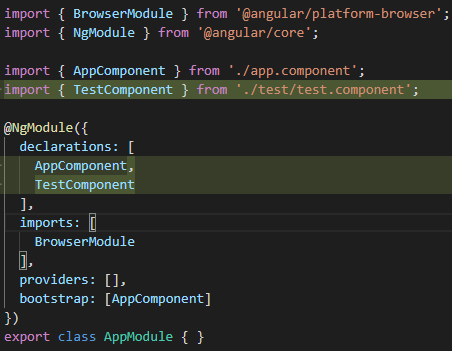 import { BrowserModule } from '@angular/platform-browser';
import { NgModule } from '@angular/core';
import { AppComponent } from './app.component';
import { TestComponent } from './test/test.component';
@NgModule({
declarations: [
AppComponent,
TestComponent
],
imports: [
BrowserModule
],
providers: [],
bootstrap: [AppComponent]
})
export class AppModule { }